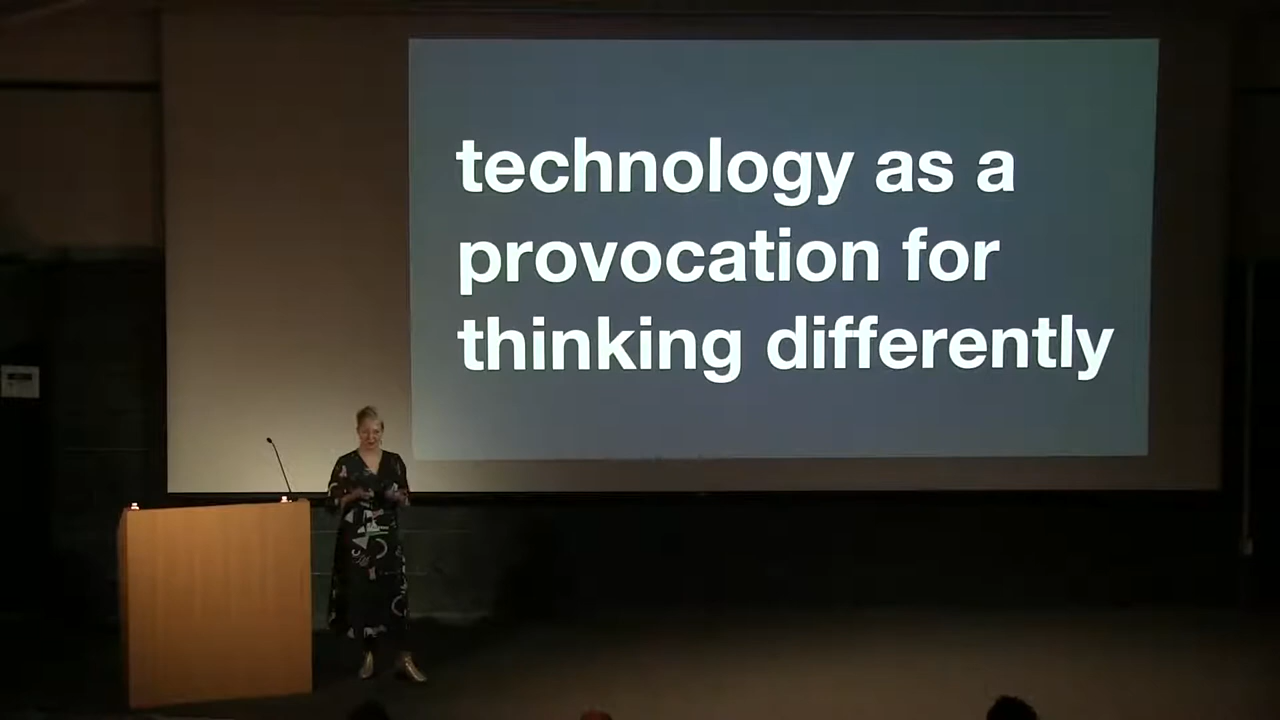 technology as a
provocation for
thinking differently